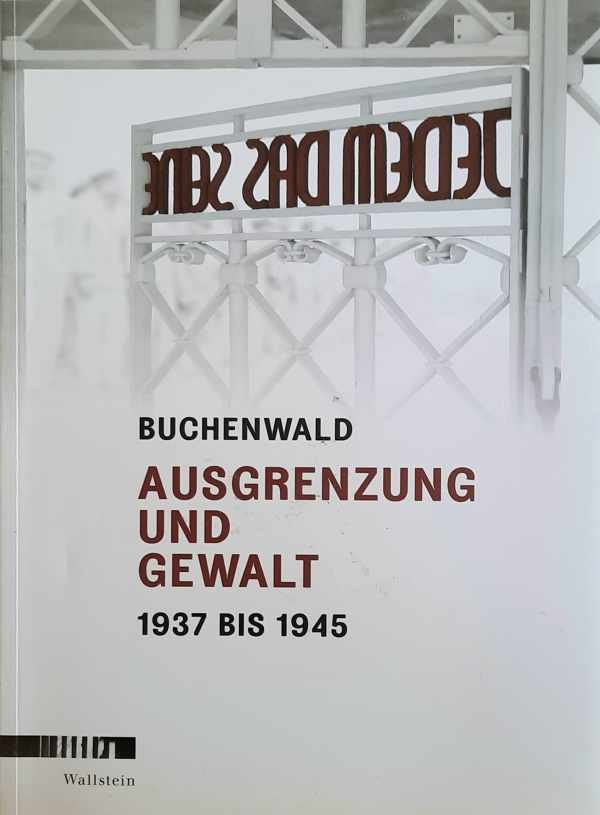 JEDEM DAS SEINE
BUCHENWALD
AUSGRENZUNG
UND
GEWALT
1937 BIS 1945
Wallstein